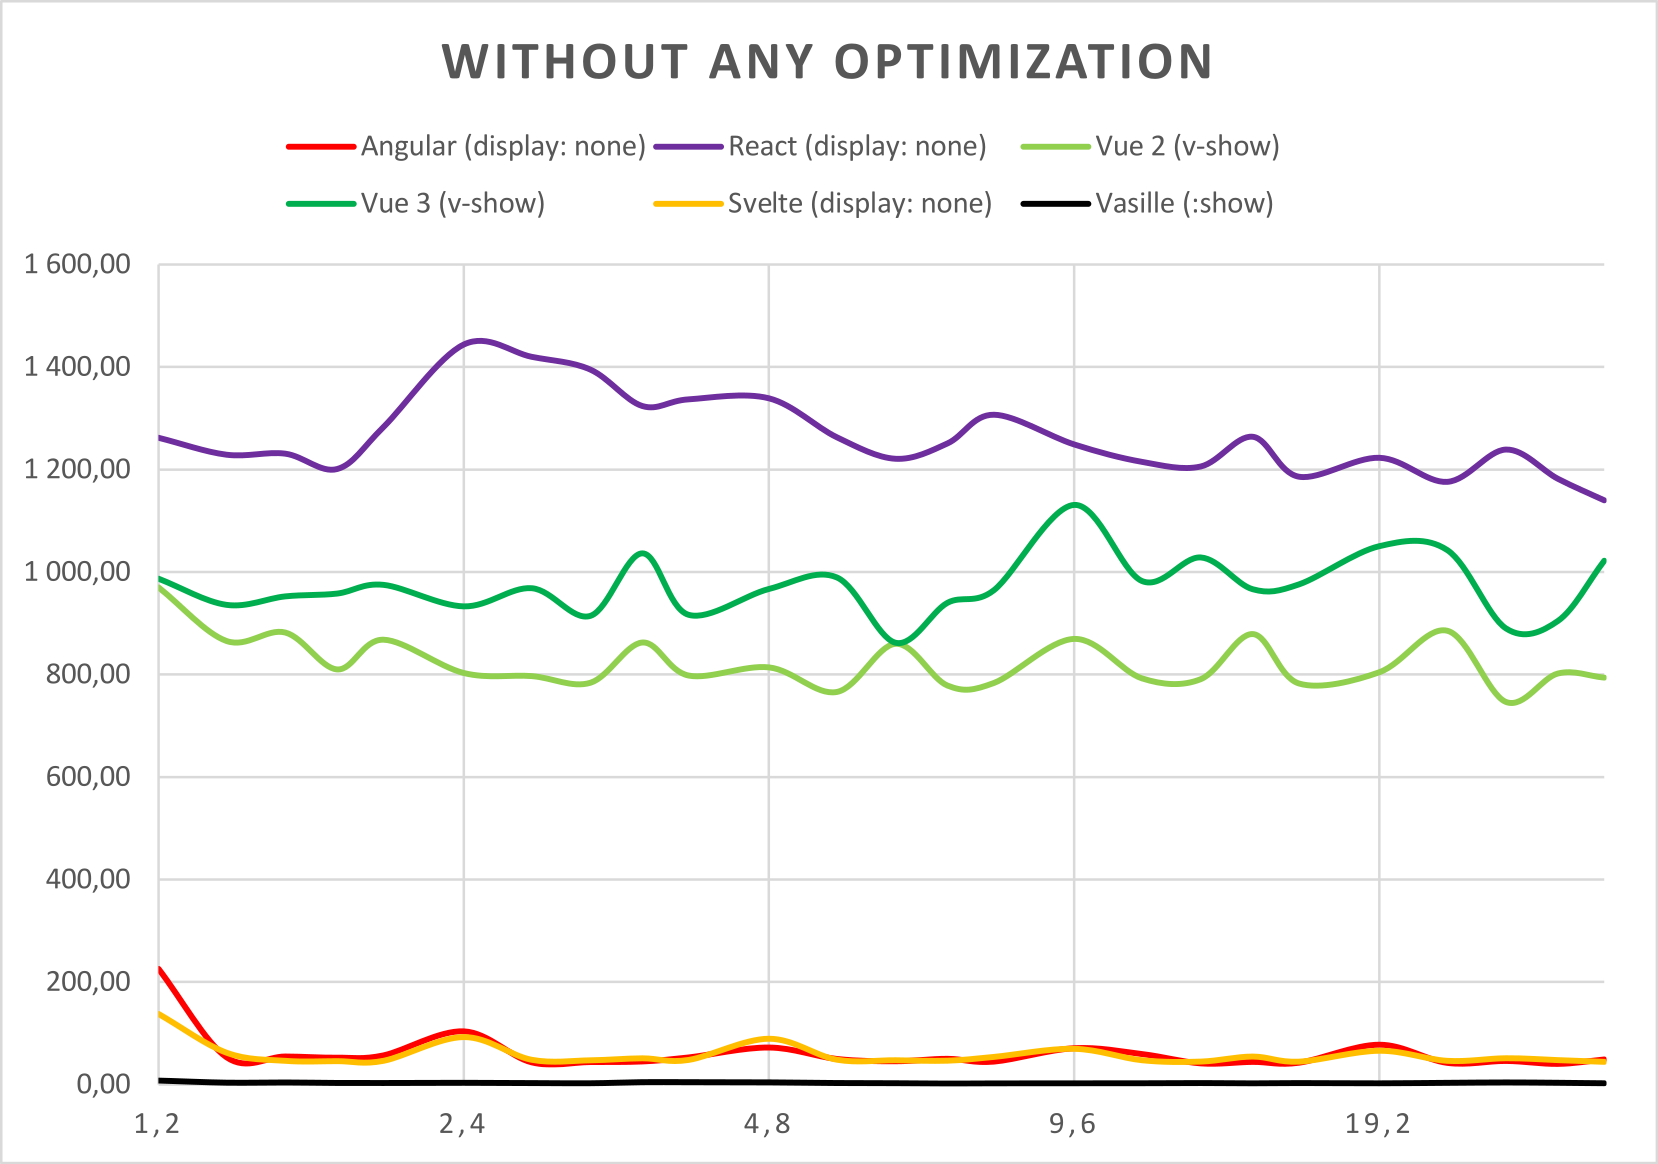 WITHOUT ANY OPTIMIZATION
Angular (display: none) React (display: none) Vue 2 (v-show)
Vue 3 (v-show) Svelte (display: none) Vasille (:show)
1 600,00
1 400,00
1 200,00
1 000,00
800,00
600,00
400,00
200,00
0,00
1,2 2,4 4,8 9,6 19,2